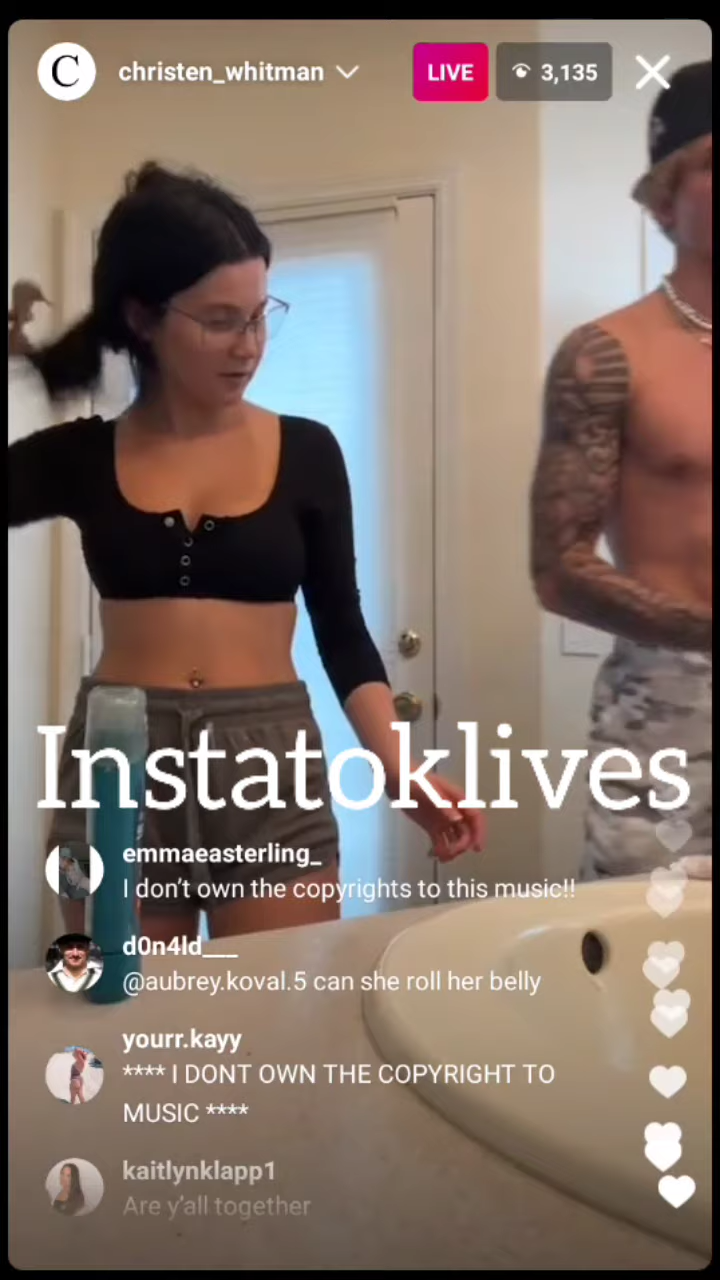 C
christen_whitman
LIVE
3,135
Instatoklives
emmaeasterling_
I don't own the copyrights to this music!!
d0n4ld___
@aubrey.koval.5 can she roll her belly
yourr.kayy
**** I DONT OWN THE COPYRIGHT TO
MUSIC ****
kaitlynklapp1
Are y'all together